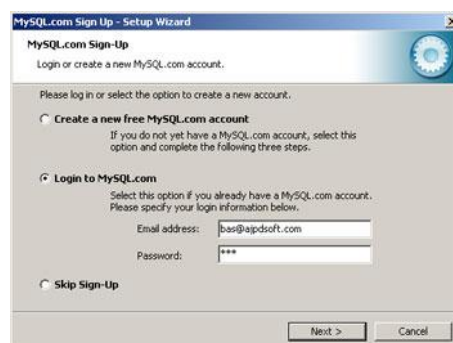 MySQL.com Sign Up - Setup Wizard
MySQL.com Sign-Up
Login or create a new MySQL.com account.
Please log in or select the option to create a new account.
Create a new free MySQL.com account
If you do not yet have a MySQL.com account, select this
option and complete the following three steps.
Login to MySQL.com
Select this option if you already have a MySQL.com account.
Please specify your login information below.
Email address: bas@ajpdsoft.com
Password: ***
Skip Sign-Up
Next > Cancel